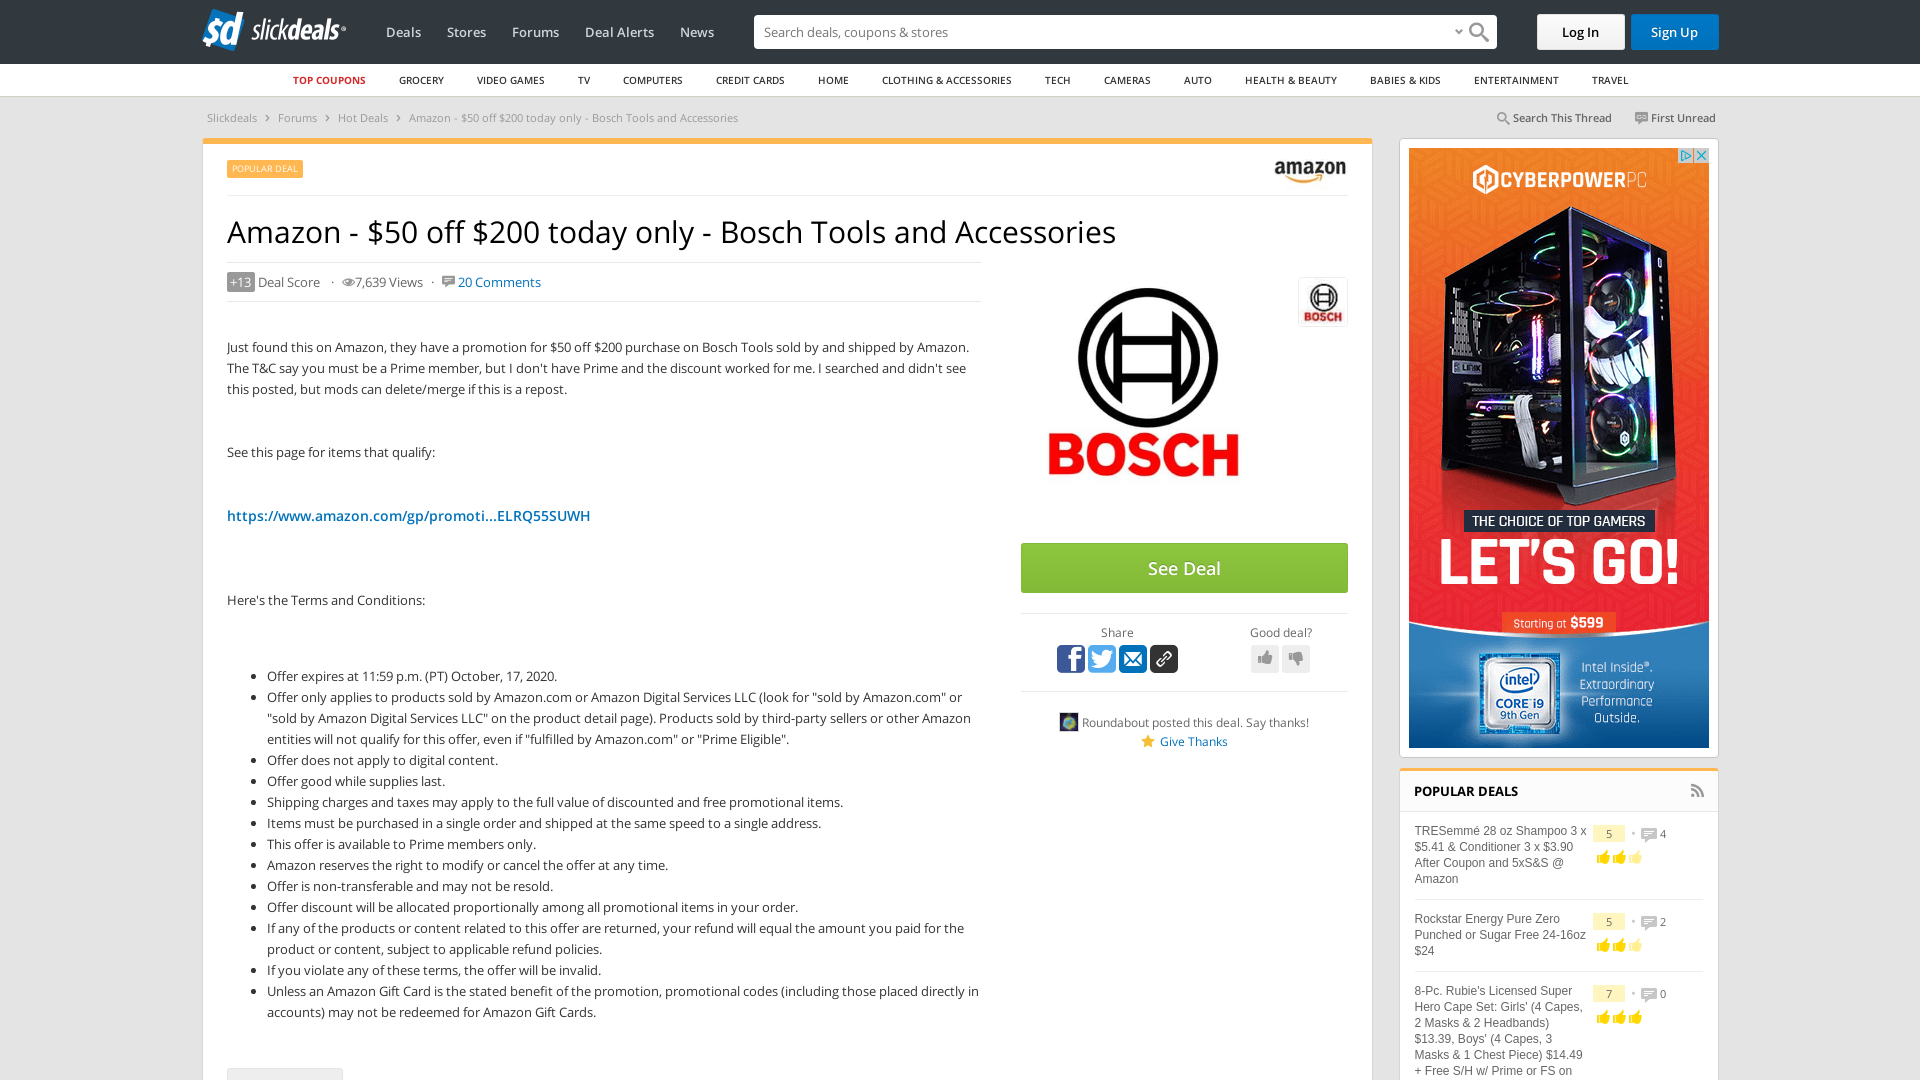 sd slickdeals
Deals Stores Forums Deal Alerts News
Search deals, coupons & stores
Log In Sign Up
TOP COUPONS GROCERY VIDEO GAMES TV COMPUTERS CREDIT CARDS HOME CLOTHING & ACCESSORIES TECH CAMERAS AUTO HEALTH & BEAUTY BABIES & KIDS ENTERTAINMENT TRAVEL
Slickdeals > Forums > Hot Deals > Amazon - $50 off $200 today only - Bosch Tools and Accessories
Search This Thread First Unread
POPULAR DEAL
amazon
Amazon - $50 off $200 today only - Bosch Tools and Accessories
+13 Deal Score · 7,639 Views · 20 Comments
Just found this on Amazon, they have a promotion for $50 off $200 purchase on Bosch Tools sold by and shipped by Amazon.
The T&C say you must be a Prime member, but I don't have Prime and the discount worked for me. I searched and didn't see
this posted, but mods can delete/merge if this is a repost.
See this page for items that qualify:
https://www.amazon.com/gp/promoti...ELRQ55SUWH
Here's the Terms and Conditions:
• Offer expires at 11:59 p.m. (PT) October, 17, 2020.
• Offer only applies to products sold by Amazon.com or Amazon Digital Services LLC (look for "sold by Amazon.com" or
"sold by Amazon Digital Services LLC" on the product detail page). Products sold by third-party sellers or other Amazon
entities will not qualify for this offer, even if "fulfilled by Amazon.com" or "Prime Eligible".
• Offer does not apply to digital content.
• Offer good while supplies last.
• Shipping charges and taxes may apply to the full value of discounted and free promotional items.
• Items must be purchased in a single order and shipped at the same speed to a single address.
• This offer is available to Prime members only.
• Amazon reserves the right to modify or cancel the offer at any time.
• Offer is non-transferable and may not be resold.
• Offer discount will be allocated proportionally among all promotional items in your order.
• If any of the products or content related to this offer are returned, your refund will equal the amount you paid for the
product or content, subject to applicable refund policies.
• If you violate any of these terms, the offer will be invalid.
• Unless an Amazon Gift Card is the stated benefit of the promotion, promotional codes (including those placed directly in
accounts) may not be redeemed for Amazon Gift Cards.
BOSCH
BOSCH
See Deal
Share Good deal?
Roundabout posted this deal. Say thanks!
Give Thanks
CYBERPOWERPC
THE CHOICE OF TOP GAMERS
LET'S GO!
Starting at $599
intel
CORE i9
9th Gen
Intel Inside®.
Extraordinary
Performance
Outside.
POPULAR DEALS
TRESemmé 28 oz Shampoo 3 x
$5.41 & Conditioner 3 x $3.90
After Coupon and 5xS&S @
Amazon
5 • 4
Rockstar Energy Pure Zero
Punched or Sugar Free 24-16oz
$24
5 • 2
8-Pc. Rubie's Licensed Super
Hero Cape Set: Girls' (4 Capes,
2 Masks & 2 Headbands)
$13.39, Boys' (4 Capes, 3
Masks & 1 Chest Piece) $14.49
+ Free S/H w/ Prime or FS on
7 • 0